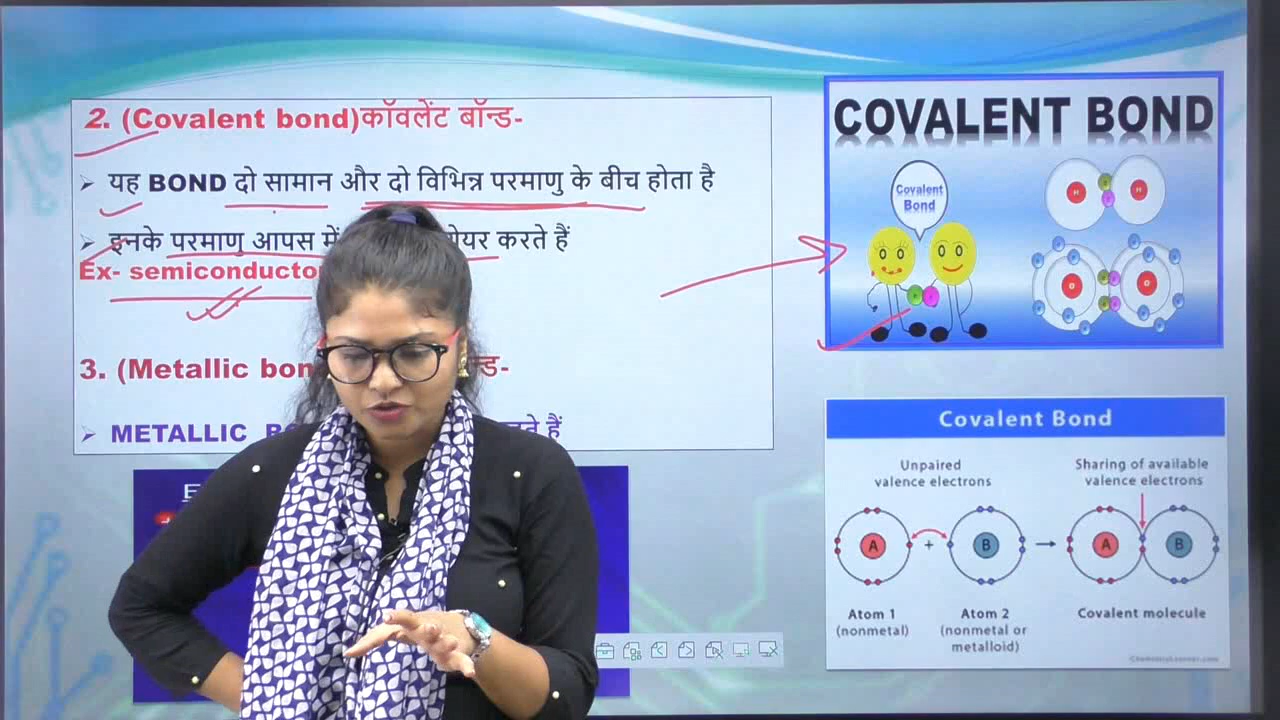 2. (Covalent bond)कॉवलेंट बॉन्ड-
➢ यह BOND दो सामान और दो विभिन्न परमाणु के बीच होता है
➢ इनके परमाणु आपस में करते हैं
Ex- semiconducto
3. (Metallic bon न्ड-
➢ METALLIC हैं
COVALENT BOND
Covalent
Bond
H H
O O
Covalent Bond
Unpaired
valence electrons
Sharing of available
valence electrons
A + B → A B
Atom 1
(nonmetal)
Atom 2
(nonmetal or
metalloid)
Covalent molecule